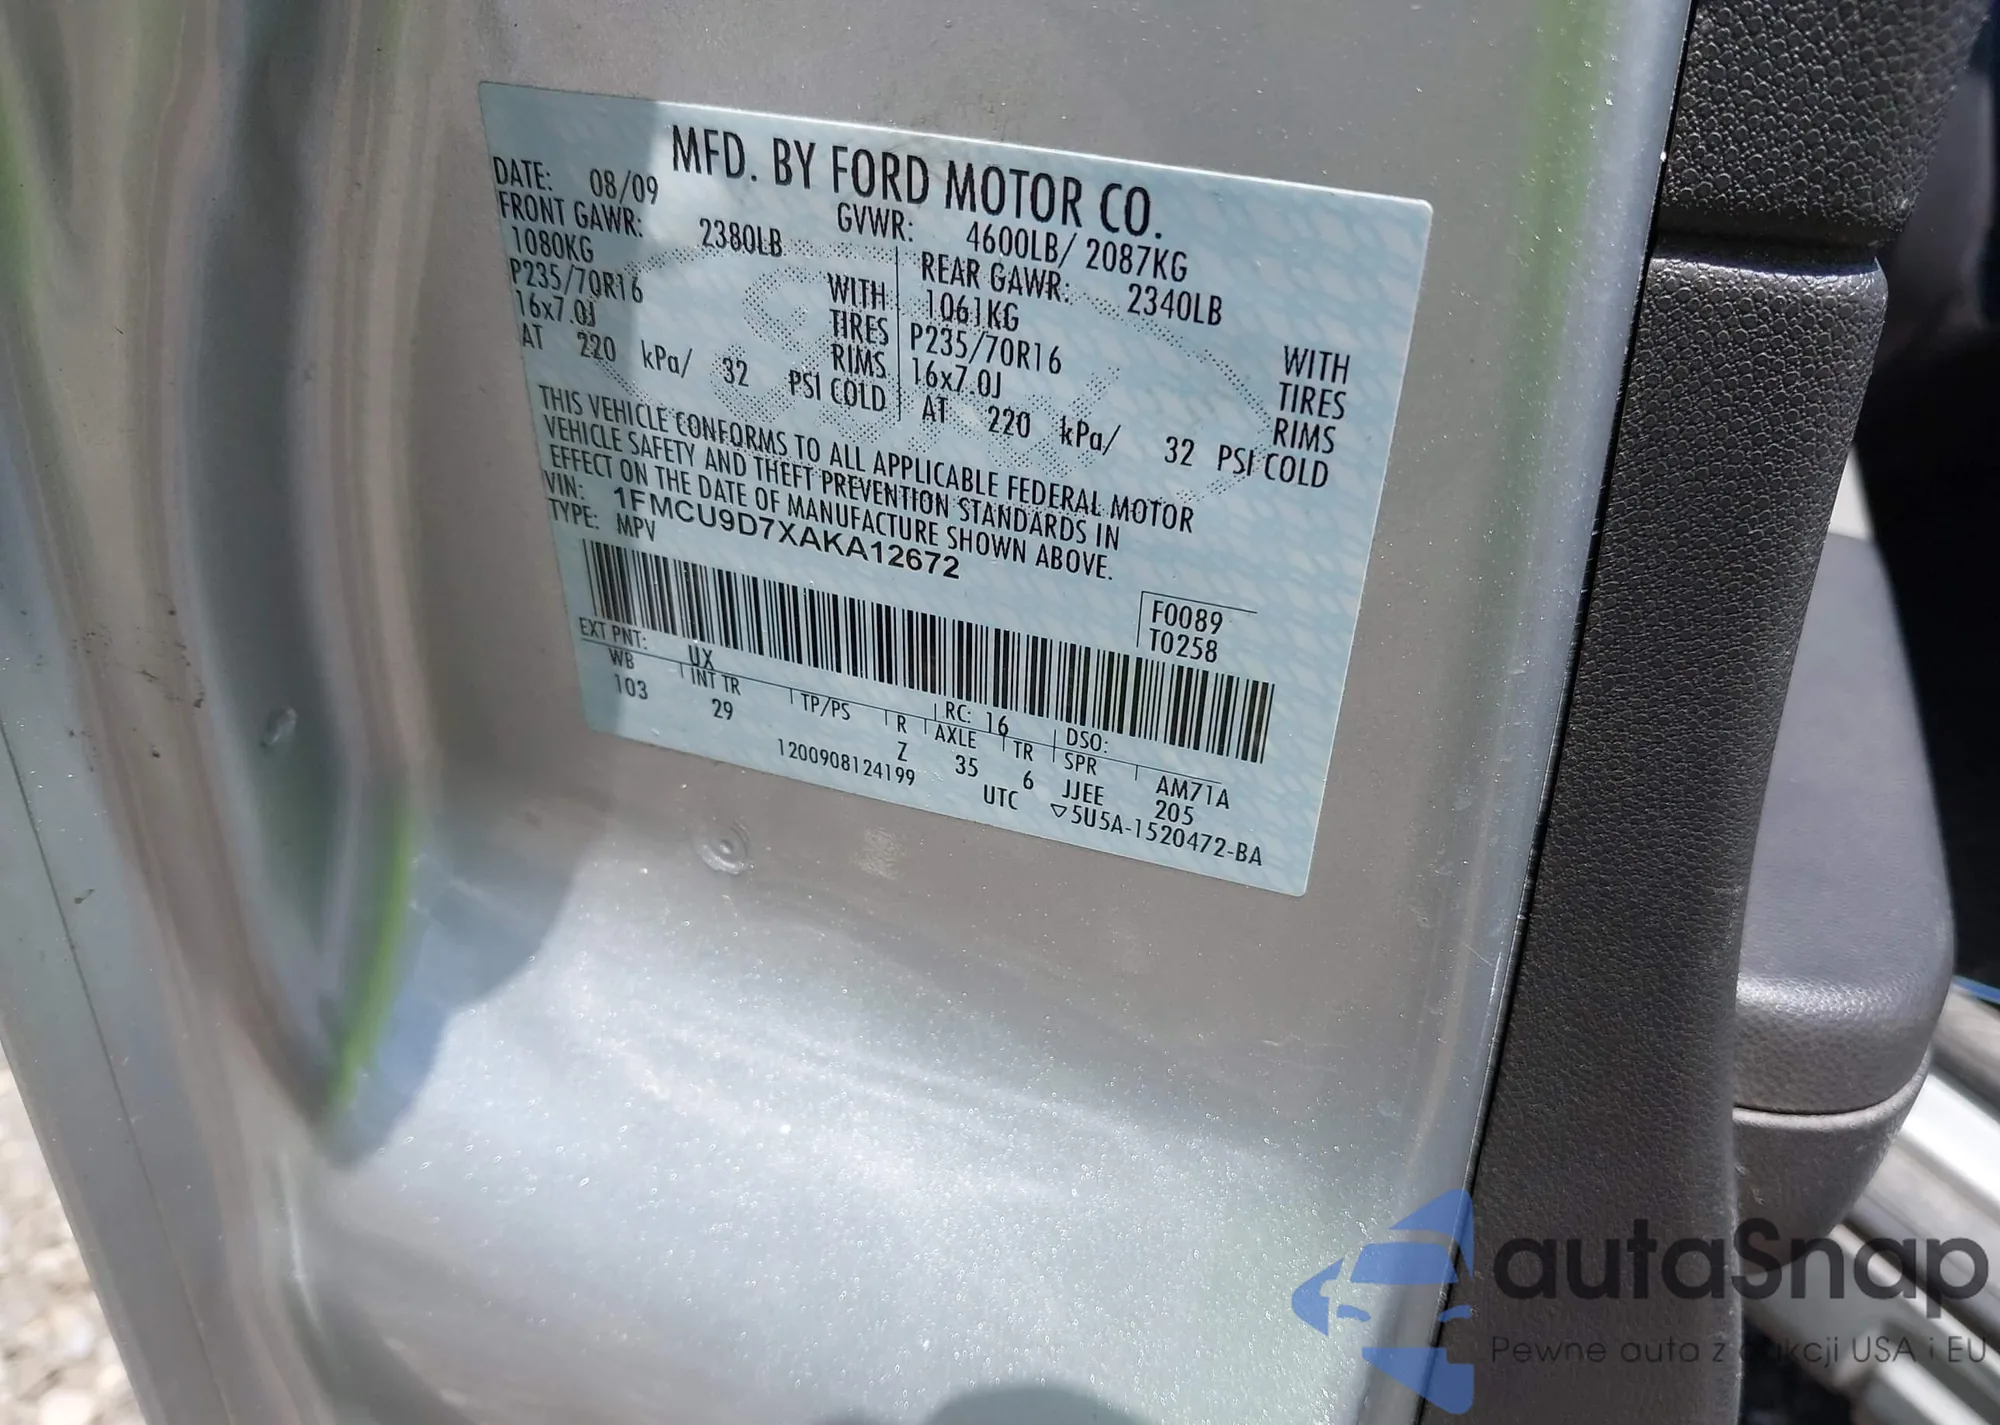 MFD. BY FORD MOTOR CO.
DATE: 08/09 GVWR: 4600LB/ 2087KG
FRONT GAWR: 2380LB REAR GAWR: 2340LB
1080KG WITH 1061KG WITH
P235/70R16 TIRES P235/70R16 TIRES
16x7.0J RIMS 16x7.0J RIMS
AT 220 kPa/ 32 PSI COLD AT 220 kPa/ 32 PSI COLD
THIS VEHICLE CONFORMS TO ALL APPLICABLE FEDERAL MOTOR
VEHICLE SAFETY AND THEFT PREVENTION STANDARDS IN
EFFECT ON THE DATE OF MANUFACTURE SHOWN ABOVE.
VIN: 1FMCU9D7XAKA12672
TYPE: MPV
F0089
T0258
EXT PNT: UX RC: 16 DSO:
WB INT TR TP/PS R AXLE TR SPR AM71A
103 29 Z 35 6 JJEE 205
1200908124199 UTC ▽5U5A-1520472-BA
autaSnap
Pewne auta z aukcji USA i EU